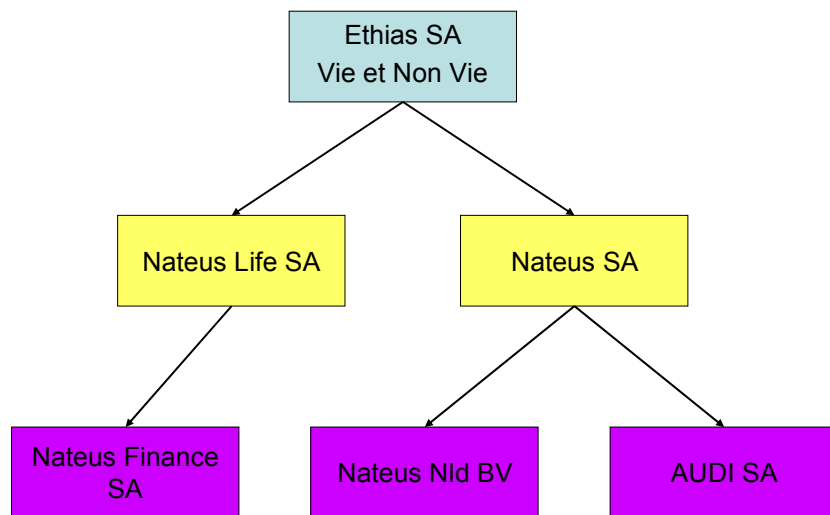 Ethias SA
Vie et Non Vie
Nateus Life SA
Nateus SA
Nateus Finance
SA
Nateus Nld BV
AUDI SA